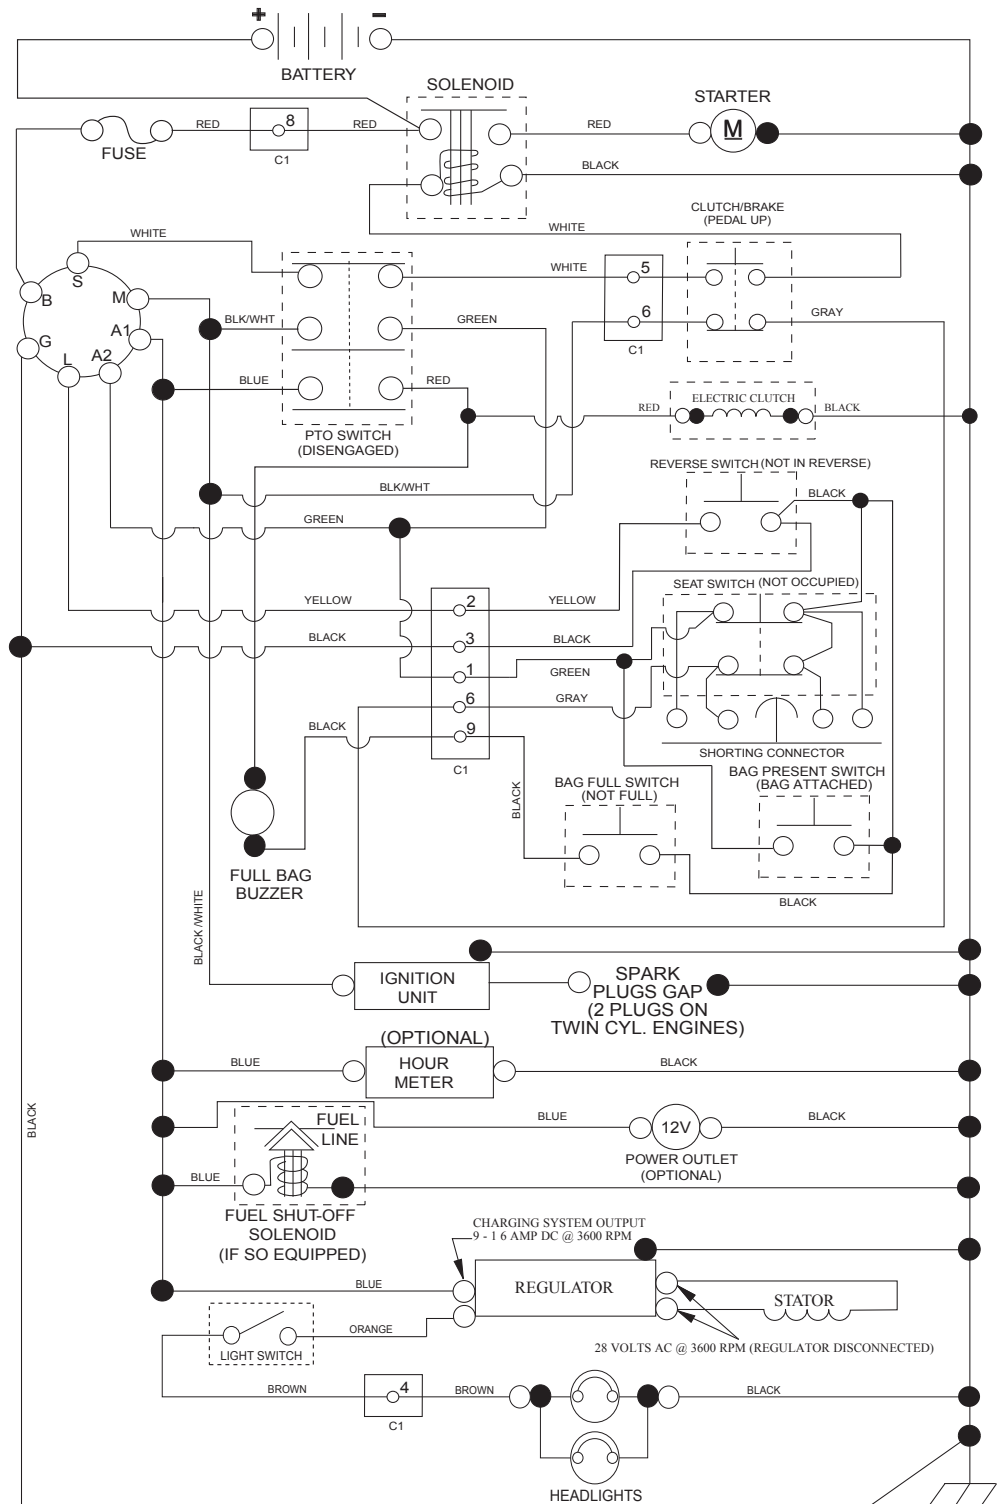 + -
BATTERY
SOLENOID
STARTER
RED
8
RED
RED
M
FUSE
C1
BLACK
CLUTCH/BRAKE
(PEDAL UP)
WHITE
WHITE
S
WHITE
5
B
M
BLK/WHT
GREEN
6
GRAY
A1
G
C1
L
A2
BLUE
RED
RED
ELECTRIC CLUTCH
BLACK
PTO SWITCH
(DISENGAGED)
REVERSE SWITCH (NOT IN REVERSE)
BLK/WHT
BLACK
GREEN
SEAT SWITCH (NOT OCCUPIED)
YELLOW
2
YELLOW
BLACK
3
BLACK
1
GREEN
6
GRAY
BLACK
9
SHORTING CONNECTOR
C1
BAG PRESENT SWITCH
(BAG ATTACHED)
BAG FULL SWITCH
(NOT FULL)
BLACK
FULL BAG
BUZZER
BLACK
BLACK /WHITE
IGNITION
UNIT
SPARK
PLUGS GAP
(2 PLUGS ON
TWIN CYL. ENGINES)
(OPTIONAL)
BLUE
HOUR
METER
BLACK
BLACK
FUEL
LINE
BLUE
12V
BLACK
POWER OUTLET
(OPTIONAL)
BLUE
FUEL SHUT-OFF
SOLENOID
(IF SO EQUIPPED)
CHARGING SYSTEM OUTPUT
9 - 1 6 AMP DC @ 3600 RPM
BLUE
REGULATOR
STATOR
ORANGE
LIGHT SWITCH
28 VOLTS AC @ 3600 RPM (REGULATOR DISCONNECTED)
BROWN
4
BROWN
BLACK
C1
HEADLIGHTS